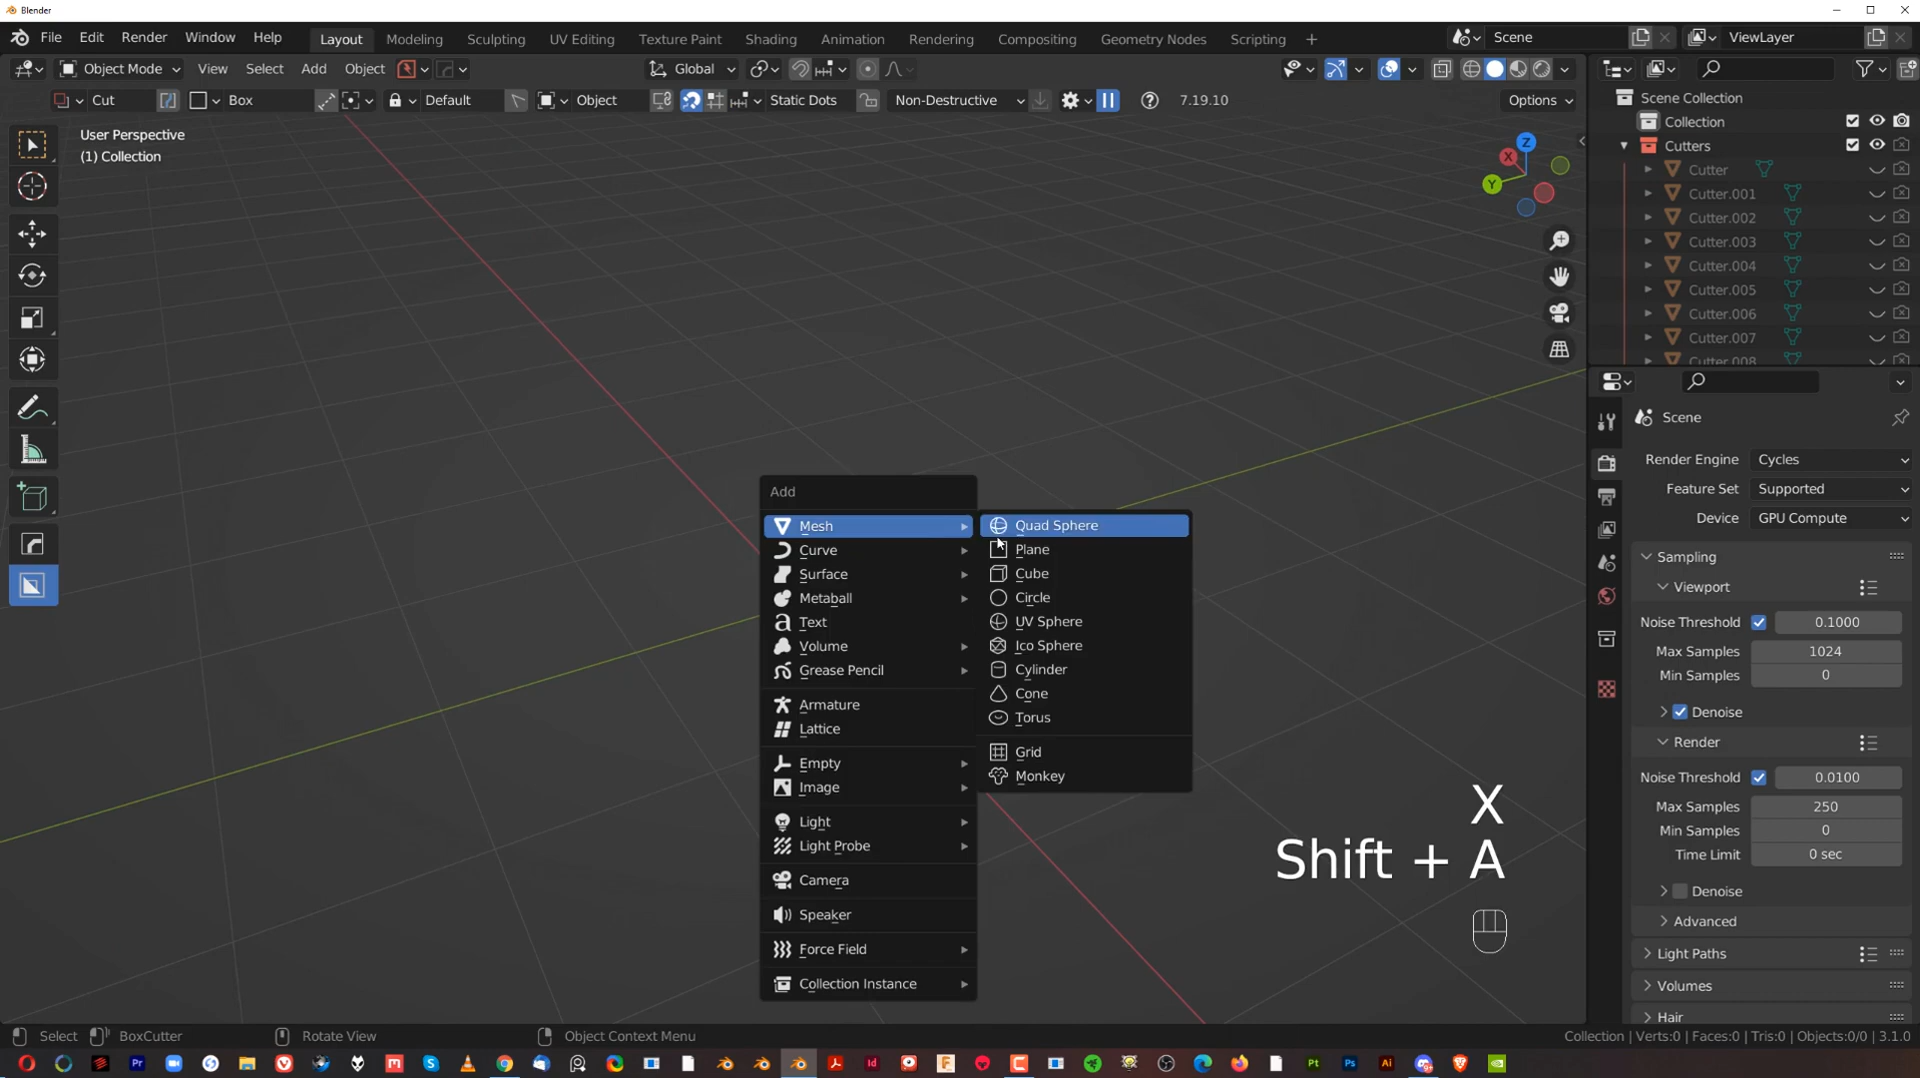 Blender
File Edit Render Window Help Layout Modeling Sculpting UV Editing Texture Paint Shading Animation Rendering Compositing Geometry Nodes Scripting + Scene ViewLayer
Object Mode View Select Add Object Global
Cut Box Default Object Static Dots Non-Destructive 7.19.10 Options
User Perspective
(1) Collection
Z
X
Y
Scene Collection
Collection
Cutters
Cutter
Cutter.001
Cutter.002
Cutter.003
Cutter.004
Cutter.005
Cutter.006
Cutter.007
Cutter.008
Add
Mesh
Curve
Surface
Metaball
Text
Volume
Grease Pencil
Armature
Lattice
Empty
Image
Light
Light Probe
Camera
Speaker
Force Field
Collection Instance
Quad Sphere
Plane
Cube
Circle
UV Sphere
Ico Sphere
Cylinder
Cone
Torus
Grid
Monkey
X
Shift + A
Scene
Render Engine Cycles
Feature Set Supported
Device GPU Compute
Sampling
Viewport
Noise Threshold 0.1000
Max Samples 1024
Min Samples 0
Denoise
Render
Noise Threshold 0.0100
Max Samples 250
Min Samples 0
Time Limit 0 sec
Denoise
Advanced
Light Paths
Volumes
Hair
Select BoxCutter Rotate View Object Context Menu Collection | Verts:0 | Faces:0 | Tris:0 | Objects:0/0 | 3.1.0
Pr Id F Pt Ps Ai